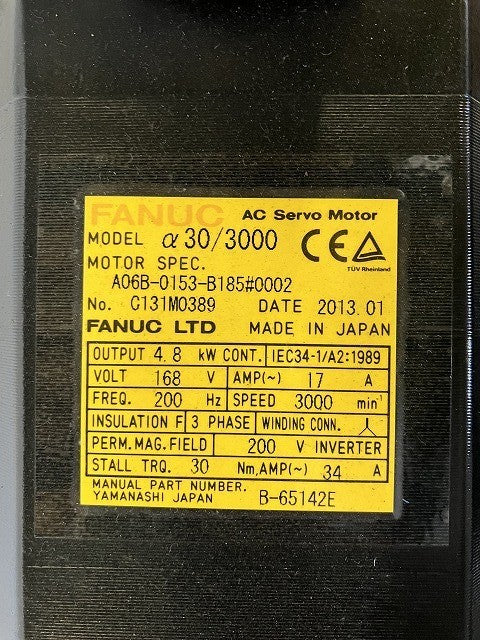 FANUC AC Servo Motor
MODEL α30/3000
CE TÜV Rheinland
MOTOR SPEC.
A06B-0153-B185#0002
No. C131M0389 DATE 2013.01
FANUC LTD MADE IN JAPAN
OUTPUT 4.8 kW CONT. IEC34-1/A2:1989
VOLT 168 V AMP(~) 17 A
FREQ. 200 Hz SPEED 3000 min⁻¹
INSULATION F 3 PHASE WINDING CONN. 人
PERM.MAG.FIELD 200 V INVERTER
STALL TRQ. 30 Nm,AMP(~) 34 A
MANUAL PART NUMBER.
YAMANASHI JAPAN B-65142E